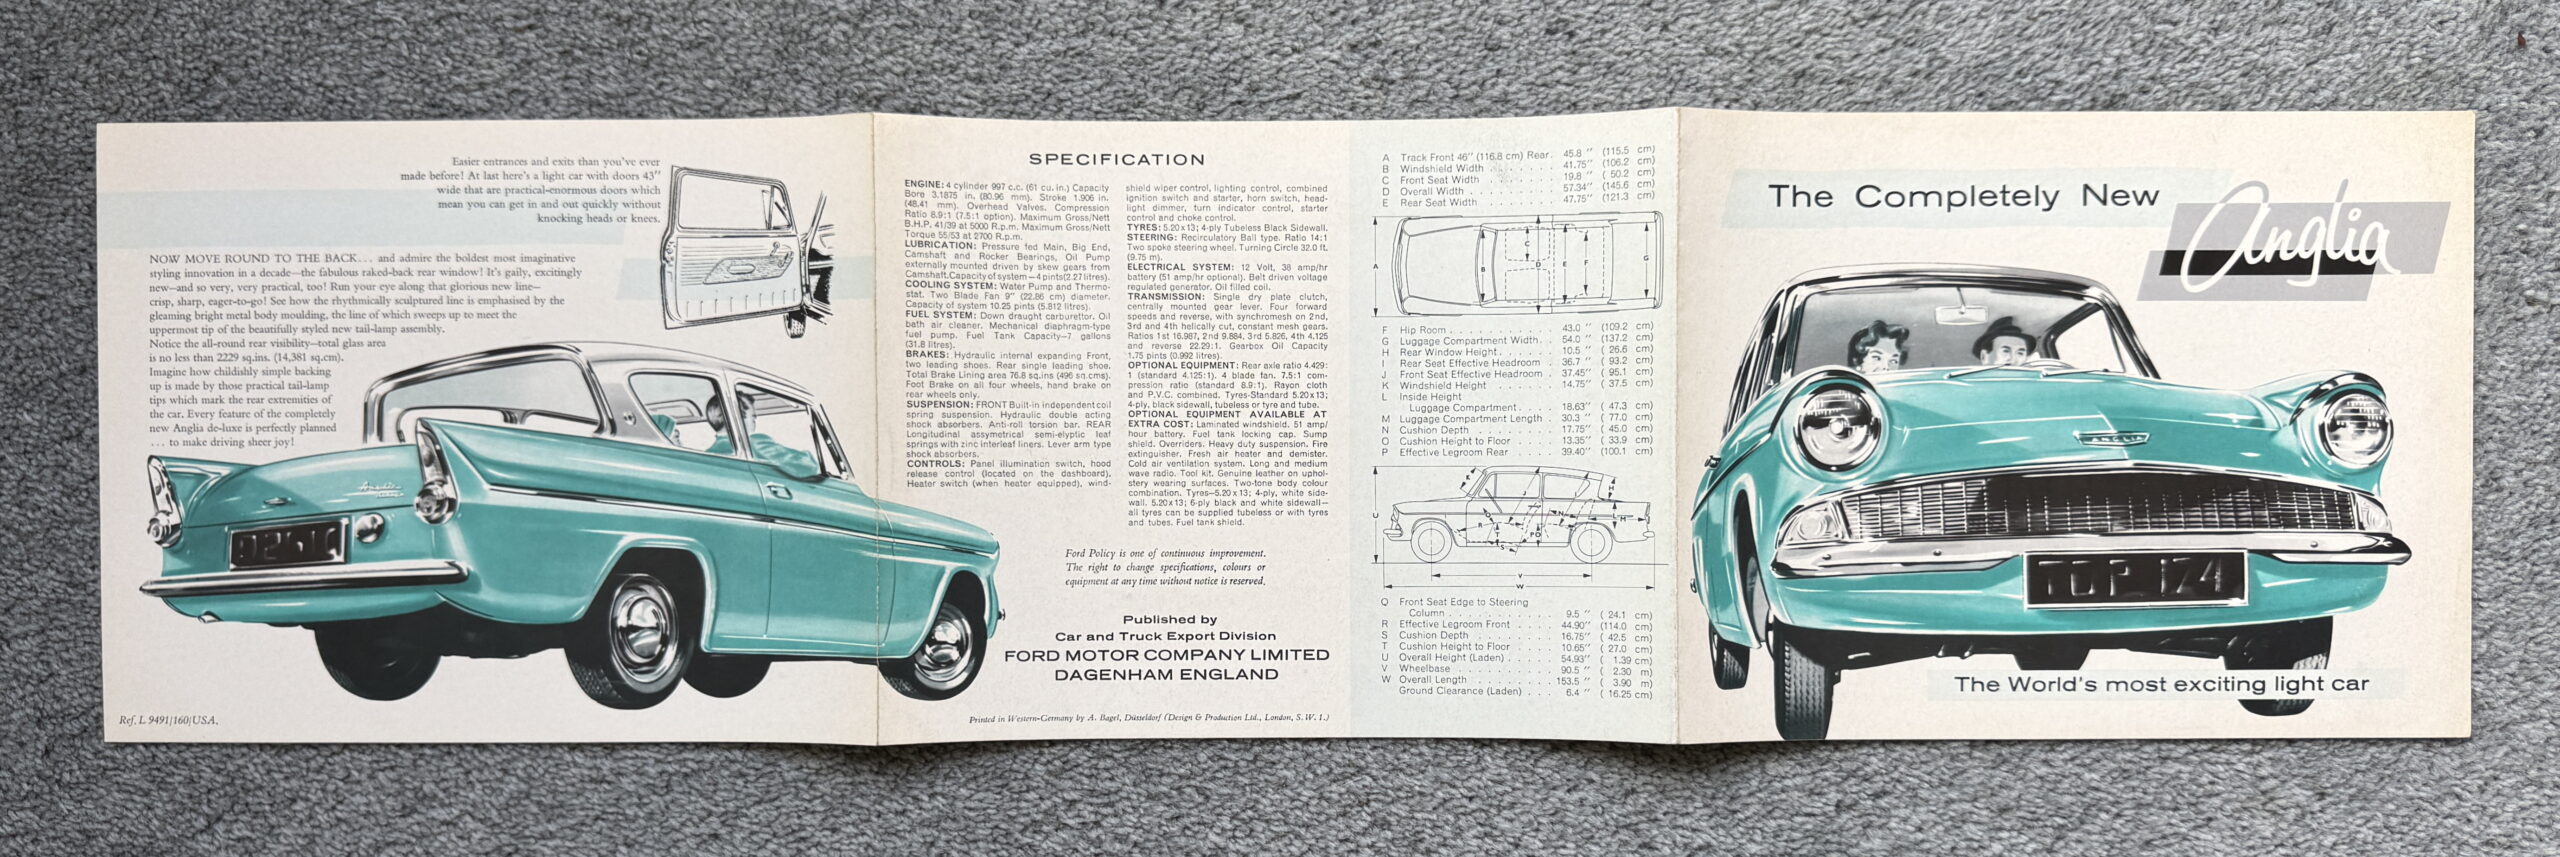 Easier entrances and exits than you've ever
made before! At last here's a light car with doors 43"
wide that are practical-enormous doors which
mean you can get in and out quickly without
knocking heads or knees.
NOW MOVE ROUND TO THE BACK... and admire the boldest most imaginative
styling innovation in a decade—the fabulous raked-back rear window! It's gaily, excitingly
new—and so very, very practical, too! Run your eye along that glorious new line—
crisp, sharp, eager-to-go! See how the rhythmically sculptured line is emphasised by the
gleaming bright metal body moulding, the line of which sweeps up to meet the
uppermost tip of the beautifully styled new tail-lamp assembly.
Notice the all-round rear visibility—total glass area
is no less than 2229 sq.ins. (14,381 sq.cm).
Imagine how childishly simple backing
up is made by those practical tail-lamp
tips which mark the rear extremities of
the car. Every feature of the completely
new Anglia de-luxe is perfectly planned
... to make driving sheer joy!
Ref. L 9491/160/USA.
SPECIFICATION
ENGINE: 4 cylinder 997 c.c. (61 cu. in.) Capacity
Bore 3.1875 in. (80.96 mm). Stroke 1.906 in.
(48.41 mm). Overhead Valves. Compression
Ratio 8.9:1 (7.5:1 option). Maximum Gross/Nett
B.H.P. 41/39 at 5000 R.p.m. Maximum Gross/Nett
Torque 55/53 at 2700 R.p.m.
LUBRICATION: Pressure fed Main, Big End,
Camshaft and Rocker Bearings, Oil Pump
externally mounted driven by skew gears from
Camshaft. Capacity of system—4 pints (2.27 litres).
COOLING SYSTEM: Water Pump and Thermo-
stat. Two Blade Fan 9" (22.86 cm) diameter.
Capacity of system 10.25 pints (5.812 litres).
FUEL SYSTEM: Down draught carburettor. Oil
bath air cleaner. Mechanical diaphragm-type
fuel pump. Fuel Tank Capacity—7 gallons
(31.8 litres).
BRAKES: Hydraulic internal expanding Front,
two leading shoes. Rear single leading shoe.
Total Brake Lining area 76.8 sq.ins (496 sq.cms).
Foot Brake on all four wheels, hand brake on
rear wheels only.
SUSPENSION: FRONT Built-in independent coil
spring suspension. Hydraulic double acting
shock absorbers. Anti-roll torsion bar. REAR
Longitudinal assymetrical semi-elyptic leaf
springs with zinc interleaf liners. Lever arm type
shock absorbers.
CONTROLS: Panel illumination switch, hood
release control (located on the dashboard).
Heater switch (when heater equipped), wind-
shield wiper control, lighting control, combined
ignition switch and starter, horn switch, head-
light dimmer, turn indicator control, starter
control and choke control.
TYRES: 5.20x13; 4-ply Tubeless Black Sidewall.
STEERING: Recirculatory Ball type. Ratio 14:1
Two spoke steering wheel. Turning Circle 32.0 ft.
(9.75 m).
ELECTRICAL SYSTEM: 12 Volt, 38 amp/hr
battery (51 amp/hr optional). Belt driven voltage
regulated generator. Oil filled coil.
TRANSMISSION: Single dry plate clutch,
centrally mounted gear lever. Four forward
speeds and reverse, with synchromesh on 2nd,
3rd and 4th helically cut, constant mesh gears.
Ratios 1st 16.987, 2nd 9.884, 3rd 5.826, 4th 4.125
and reverse 22.29:1. Gearbox Oil Capacity
1.75 pints (0.992 litres).
OPTIONAL EQUIPMENT: Rear axle ratio 4.429:
1 (standard 4.125:1). 4 blade fan. 7.5:1 com-
pression ratio (standard 8.9:1). Rayon cloth
and P.V.C. combined. Tyres-Standard 5.20x13;
4-ply, black sidewall, tubeless or tyre and tube.
OPTIONAL EQUIPMENT AVAILABLE AT
EXTRA COST: Laminated windshield. 51 amp/
hour battery. Fuel tank locking cap. Sump
shield. Overriders. Heavy duty suspension. Fire
extinguisher. Fresh air heater and demister.
Cold air ventilation system. Long and medium
wave radio. Tool kit. Genuine leather on uphol-
stery wearing surfaces. Two-tone body colour
combination. Tyres—5.20x13; 4-ply, white side-
wall. 5.20x13; 6-ply black and white sidewall—
all tyres can be supplied tubeless or with tyres
and tubes. Fuel tank shield.
Ford Policy is one of continuous improvement.
The right to change specifications, colours or
equipment at any time without notice is reserved.
Published by
Car and Truck Export Division
FORD MOTOR COMPANY LIMITED
DAGENHAM ENGLAND
Printed in Western-Germany by A. Bagel, Düsseldorf (Design & Production Ltd., London, S.W.1.)
A Track Front 46" (116.8 cm) Rear. 45.8 " (115.5 cm)
B Windshield Width . . . . . . . 41.75" (106.2 cm)
C Front Seat Width . . . . . . . 19.8 " ( 50.2 cm)
D Overall Width . . . . . . . . 57.34" (145.6 cm)
E Rear Seat Width . . . . . . . 47.75" (121.3 cm)
A B C D E F G
F Hip Room . . . . . . . . . . 43.0 " (109.2 cm)
G Luggage Compartment Width . . 54.0 " (137.2 cm)
H Rear Window Height . . . . . . 10.5 " ( 26.6 cm)
I Rear Seat Effective Headroom . 36.7 " ( 93.2 cm)
J Front Seat Effective Headroom . 37.45" ( 95.1 cm)
K Windshield Height . . . . . . . 14.75" ( 37.5 cm)
L Inside Height
Luggage Compartment . . . . 18.63" ( 47.3 cm)
M Luggage Compartment Length . 30.3 " ( 77.0 cm)
N Cushion Depth . . . . . . . . 17.75" ( 45.0 cm)
O Cushion Height to Floor . . . . 13.35" ( 33.9 cm)
P Effective Legroom Rear . . . . 39.40" (100.1 cm)
U
V
W
Q Front Seat Edge to Steering
Column . . . . . . . . . . 9.5 " ( 24.1 cm)
R Effective Legroom Front . . . . 44.90" (114.0 cm)
S Cushion Depth . . . . . . . . 16.75" ( 42.5 cm)
T Cushion Height to Floor . . . . 10.65" ( 27.0 cm)
U Overall Height (Laden) . . . . . 54.93" ( 1.39 cm)
V Wheelbase . . . . . . . . . . 90.5 " ( 2.30 m)
W Overall Length . . . . . . . . 153.5 " ( 3.90 m)
Ground Clearance (Laden) . . . 6.4 " ( 16.25 cm)
The Completely New
Anglia
ANGLIA
TOP 174
The World's most exciting light car